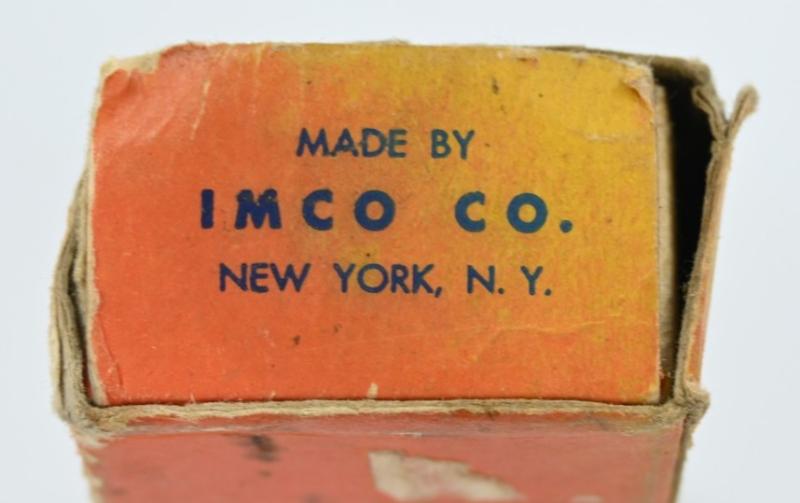 MADE BY
IMCO CO.
NEW YORK, N. Y.